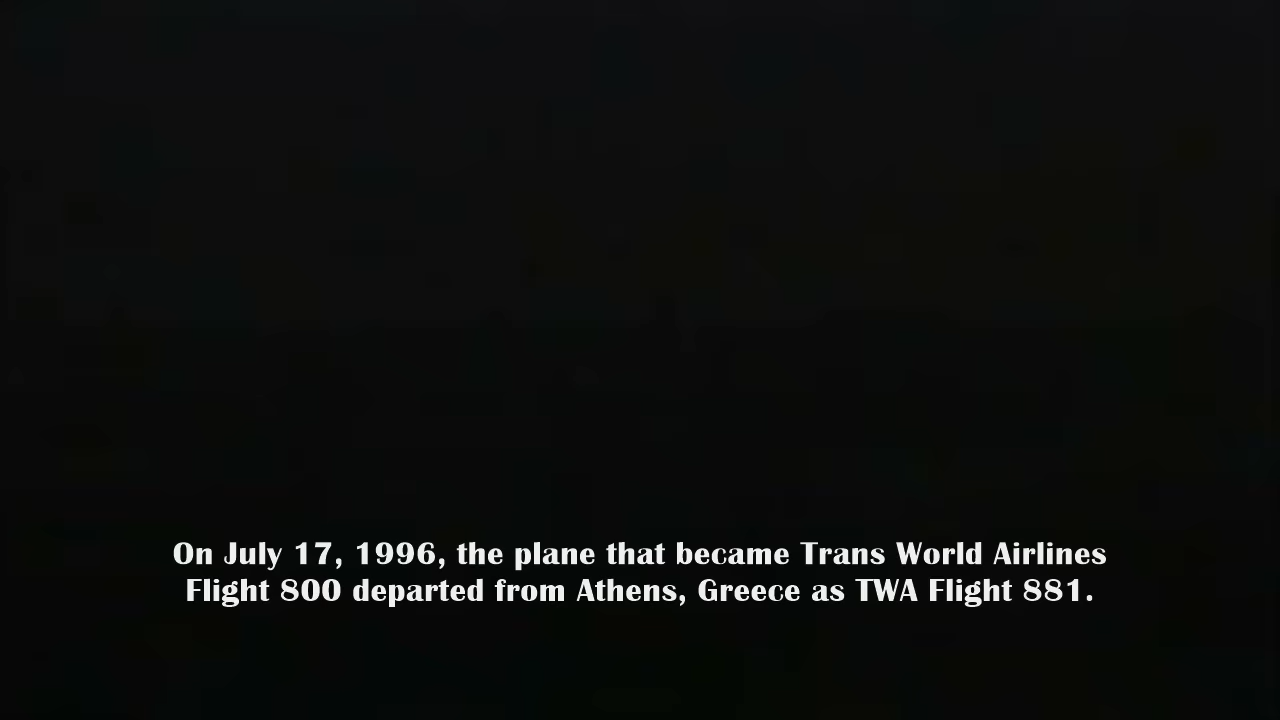 On July 17, 1996, the plane that became Trans World Airlines
Flight 800 departed from Athens, Greece as TWA Flight 881.